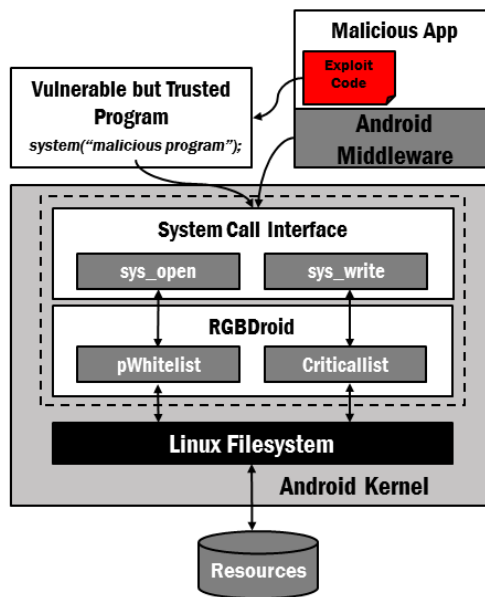 Malicious App
Exploit
Code
Android
Middleware
Vulnerable but Trusted
Program
system("malicious program");
System Call Interface
sys_open
sys_write
RGBDroid
pWhitelist
Criticallist
Linux Filesystem
Android Kernel
Resources